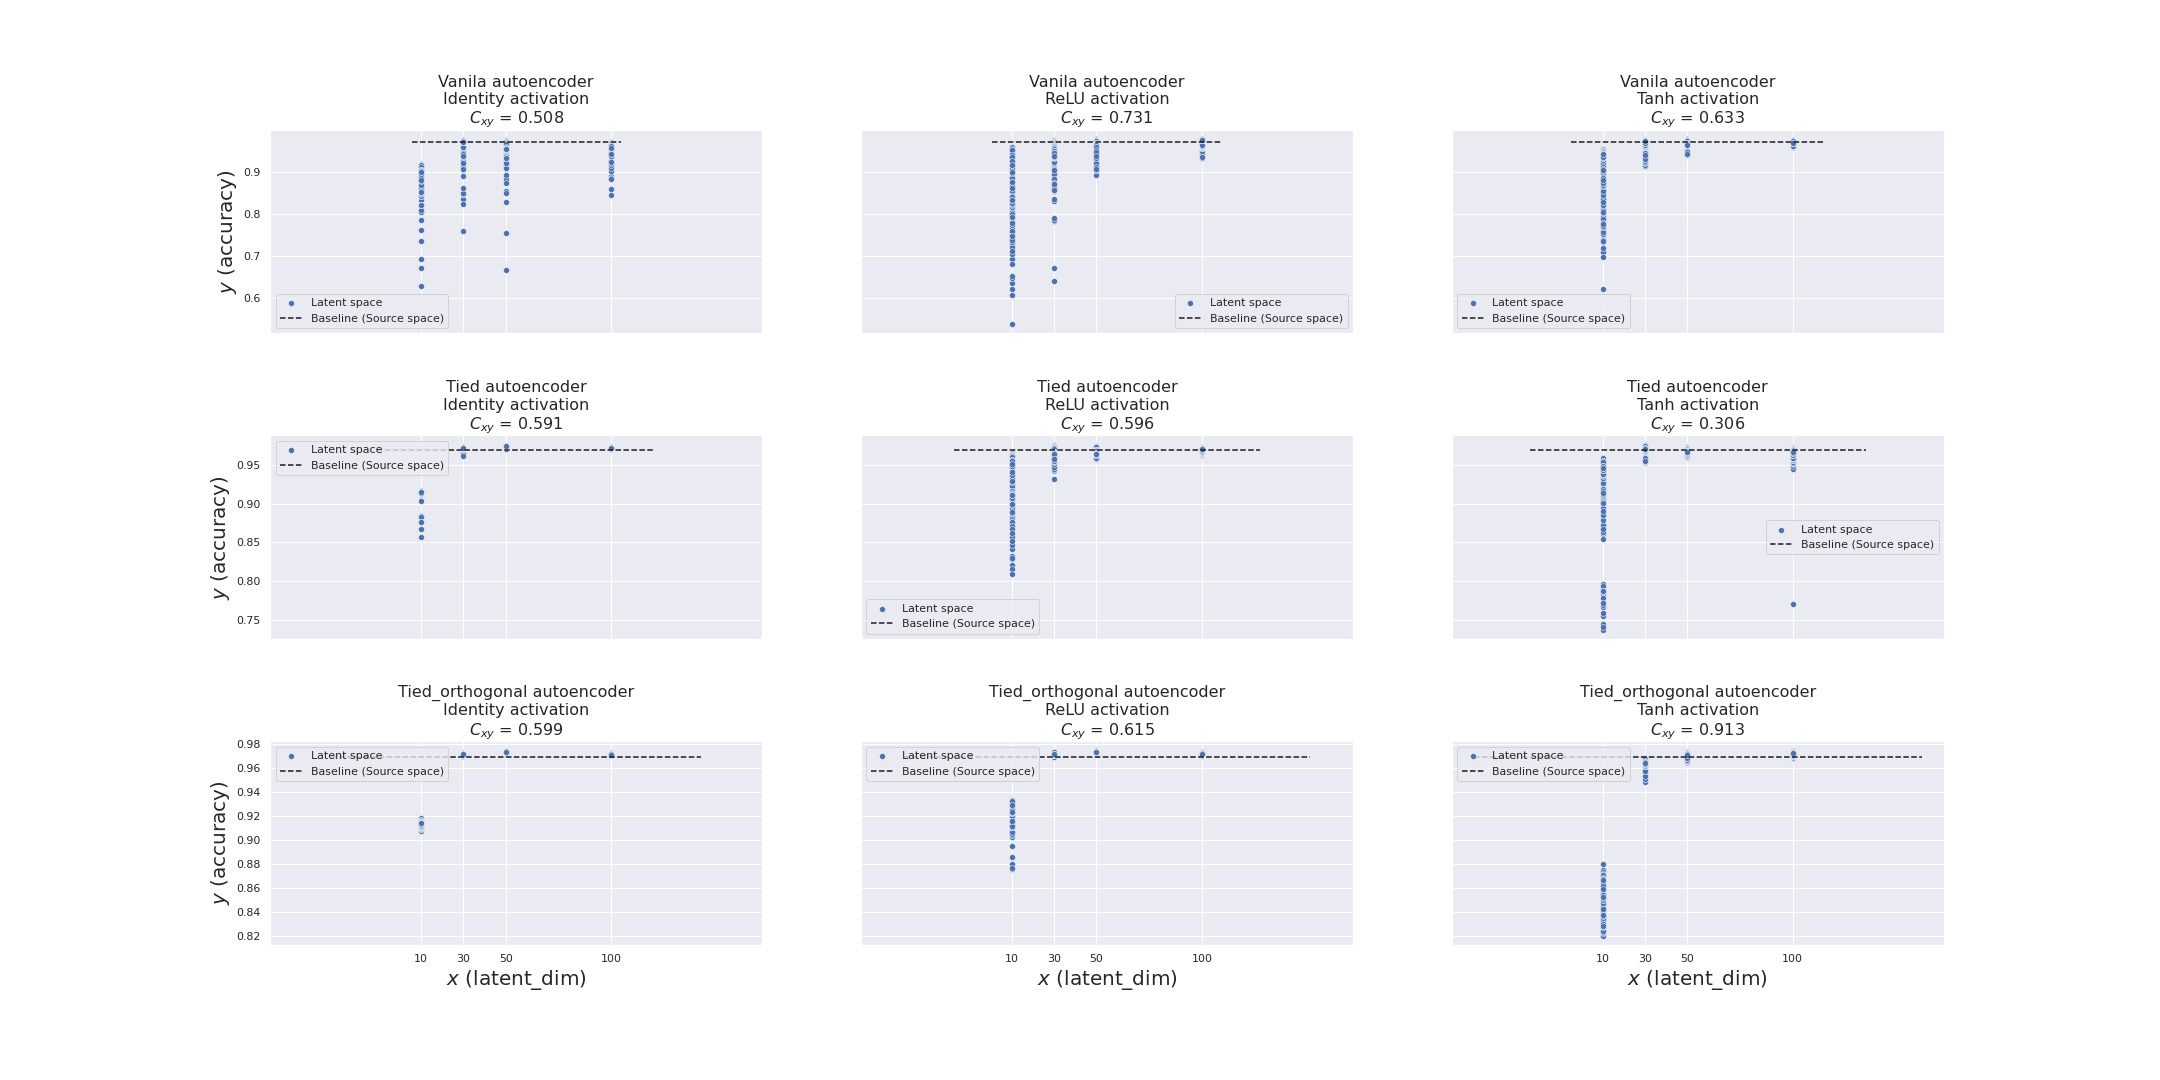 Vanila autoencoder
Identity activation
Cxy = 0.508
Vanila autoencoder
ReLU activation
Cxy = 0.731
Vanila autoencoder
Tanh activation
Cxy = 0.633
y (accuracy)
0.9
0.8
0.7
0.6
Latent space
Baseline (Source space)
Latent space
Baseline (Source space)
Latent space
Baseline (Source space)
Tied autoencoder
Identity activation
Cxy = 0.591
Tied autoencoder
ReLU activation
Cxy = 0.596
Tied autoencoder
Tanh activation
Cxy = 0.306
y (accuracy)
0.95
0.90
0.85
0.80
0.75
Latent space
Baseline (Source space)
Latent space
Baseline (Source space)
Latent space
Baseline (Source space)
Tied_orthogonal autoencoder
Identity activation
Cxy = 0.599
Tied_orthogonal autoencoder
ReLU activation
Cxy = 0.615
Tied_orthogonal autoencoder
Tanh activation
Cxy = 0.913
y (accuracy)
0.98
0.96
0.94
0.92
0.90
0.88
0.86
0.84
0.82
Latent space
Baseline (Source space)
Latent space
Baseline (Source space)
Latent space
Baseline (Source space)
10 30 50 100
x (latent_dim)
10 30 50 100
x (latent_dim)
10 30 50 100
x (latent_dim)